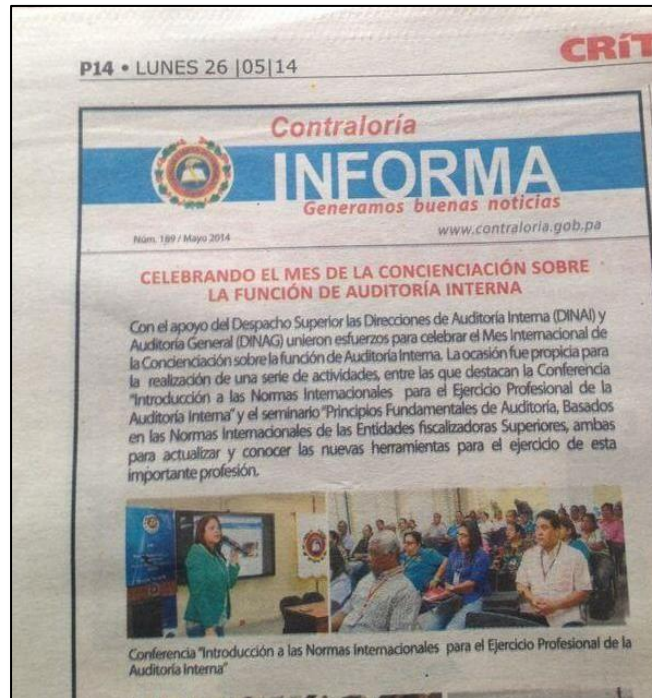 P14 • LUNES 26 |05|14
CRÍT
Contraloría
INFORMA
Generamos buenas noticias
Núm. 189 / Mayo 2014
www.contraloria.gob.pa
CELEBRANDO EL MES DE LA CONCIENCIACIÓN SOBRE
LA FUNCIÓN DE AUDITORÍA INTERNA
Con el apoyo del Despacho Superior las Direcciones de Auditoría Interna (DINAI) y
Auditoría General (DINAG) unieron esfuerzos para celebrar el Mes Internacional de
la Concienciación sobre la función de Auditoría Interna. La ocasión fue propicia para
la realización de una serie de actividades, entre las que destacan la Conferencia
"Introducción a las Normas Internacionales para el Ejercicio Profesional de la
Auditoría Interna" y el seminario "Principios Fundamentales de Auditoría, Basados
en las Normas Internacionales de las Entidades fiscalizadoras Superiores, ambas
para actualizar y conocer las nuevas herramientas para el ejercicio de esta
importante profesión.
Conferencia "Introducción a las Normas Internacionales para el Ejercicio Profesional de la
Auditoría Interna"